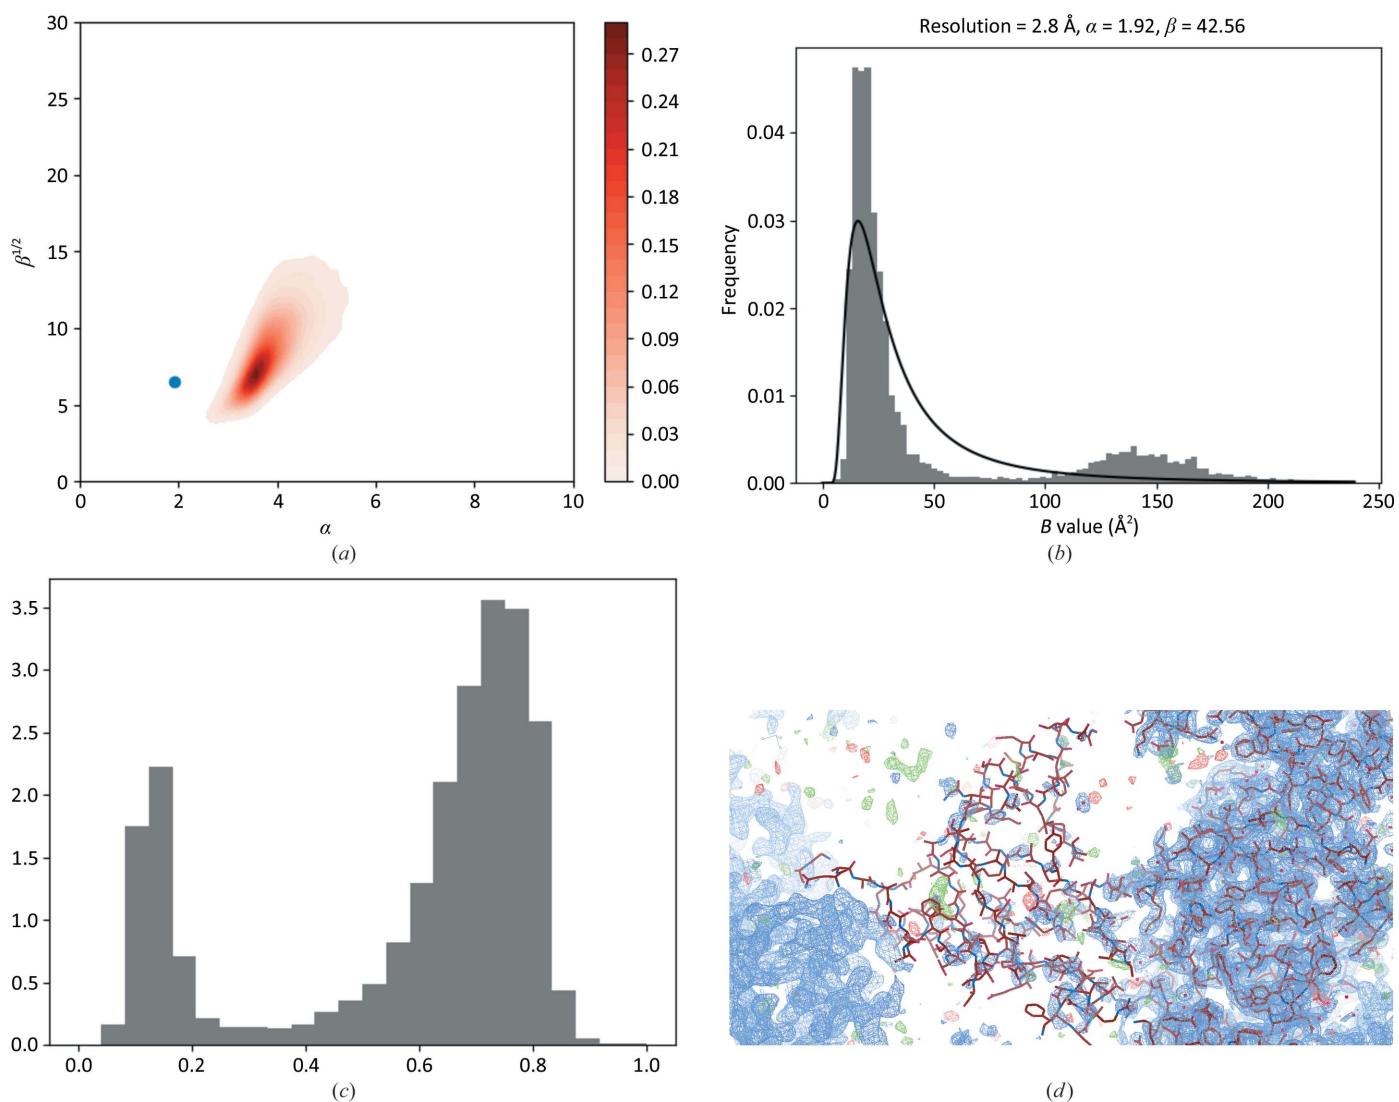 30
25
20
15
10
5
0
β1/2
0 2 4 6 8 10
α
0.27
0.24
0.21
0.18
0.15
0.12
0.09
0.06
0.03
0.00
(a)
Resolution = 2.8 Å, α = 1.92, β = 42.56
0.04
0.03
0.02
0.01
0.00
Frequency
0 50 100 150 200 250
B value (Å2)
(b)
3.5
3.0
2.5
2.0
1.5
1.0
0.5
0.0
0.0 0.2 0.4 0.6 0.8 1.0
(c)
(d)